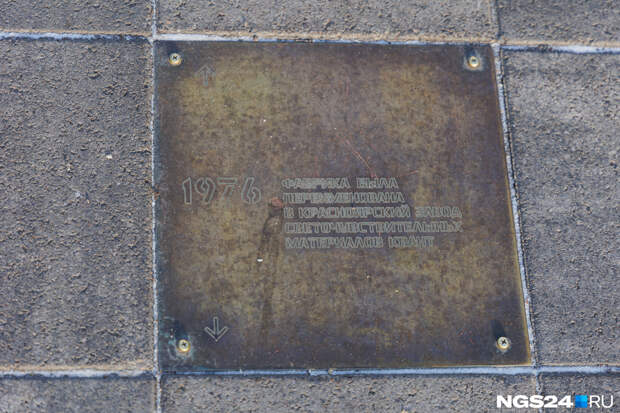 1976
ФАБРИКА БЫЛА
ПЕРЕИМЕНОВАНА
В КРАСНОЯРСКИЙ ЗАВОД
СВЕТОЧУВСТВИТЕЛЬНЫХ
МАТЕРИАЛОВ КВАНТ
NGS24.RU